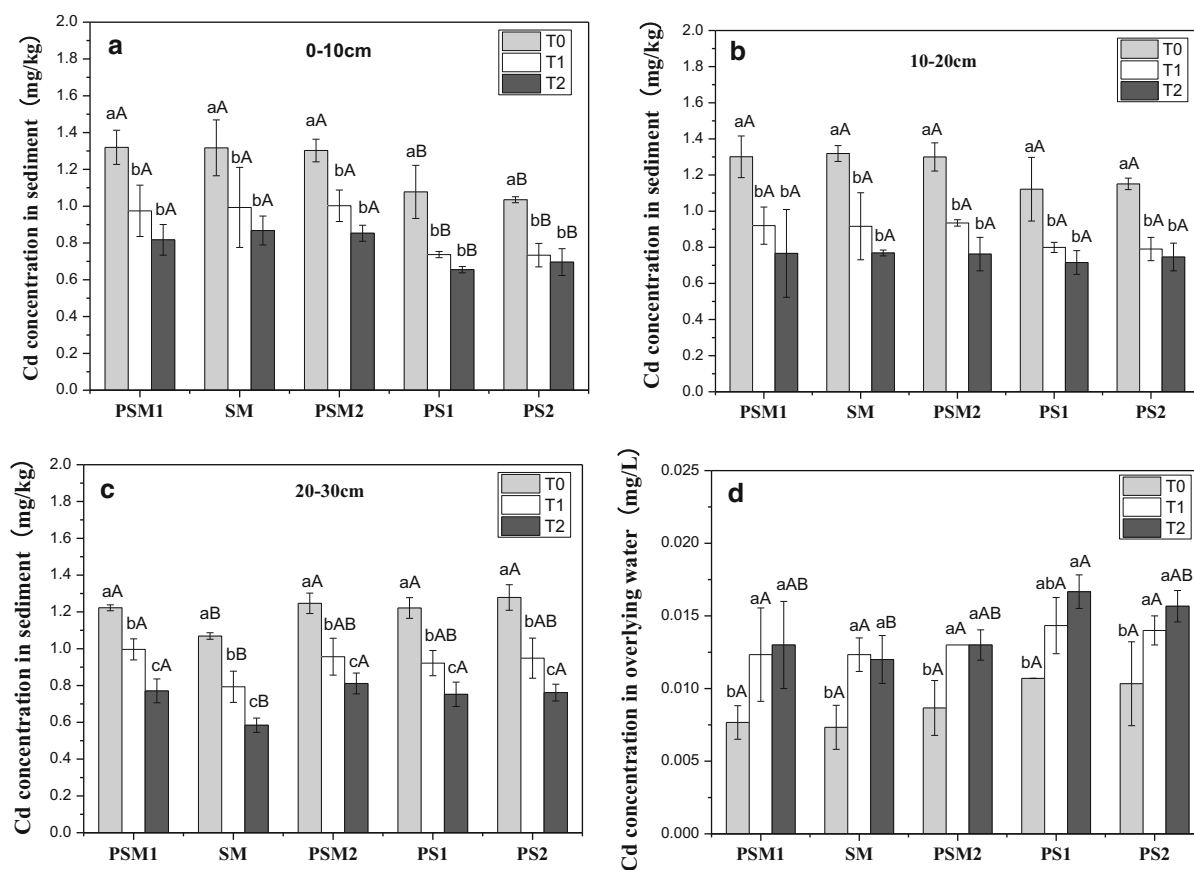 a
0-10cm
T0
T1
T2
Cd concentration in sediment (mg/kg)
2.0
1.8
1.6
1.4
1.2
1.0
0.8
0.6
0.4
0.2
0.0
aA bA bA aA bA bA aA bA bA aB bB bB aB bB bB
PSM1 SM PSM2 PS1 PS2
b
10-20cm
T0
T1
T2
Cd concentration in sediment (mg/kg)
2.0
1.8
1.6
1.4
1.2
1.0
0.8
0.6
0.4
0.2
0.0
aA bA bA aA bA bA aA bA bA aA bA bA aA bA bA
PSM1 SM PSM2 PS1 PS2
c
20-30cm
T0
T1
T2
Cd concentration in sediment (mg/kg)
2.0
1.8
1.6
1.4
1.2
1.0
0.8
0.6
0.4
0.2
0.0
aA bA cA aB bB cB aA bAB cA aA bAB cA aA bAB cA
PSM1 SM PSM2 PS1 PS2
d
T0
T1
T2
Cd concentration in overlying water (mg/L)
0.025
0.020
0.015
0.010
0.005
0.000
bA aA aAB bA aA aB bA aA aAB bA abA aA bA aA aAB
PSM1 SM PSM2 PS1 PS2